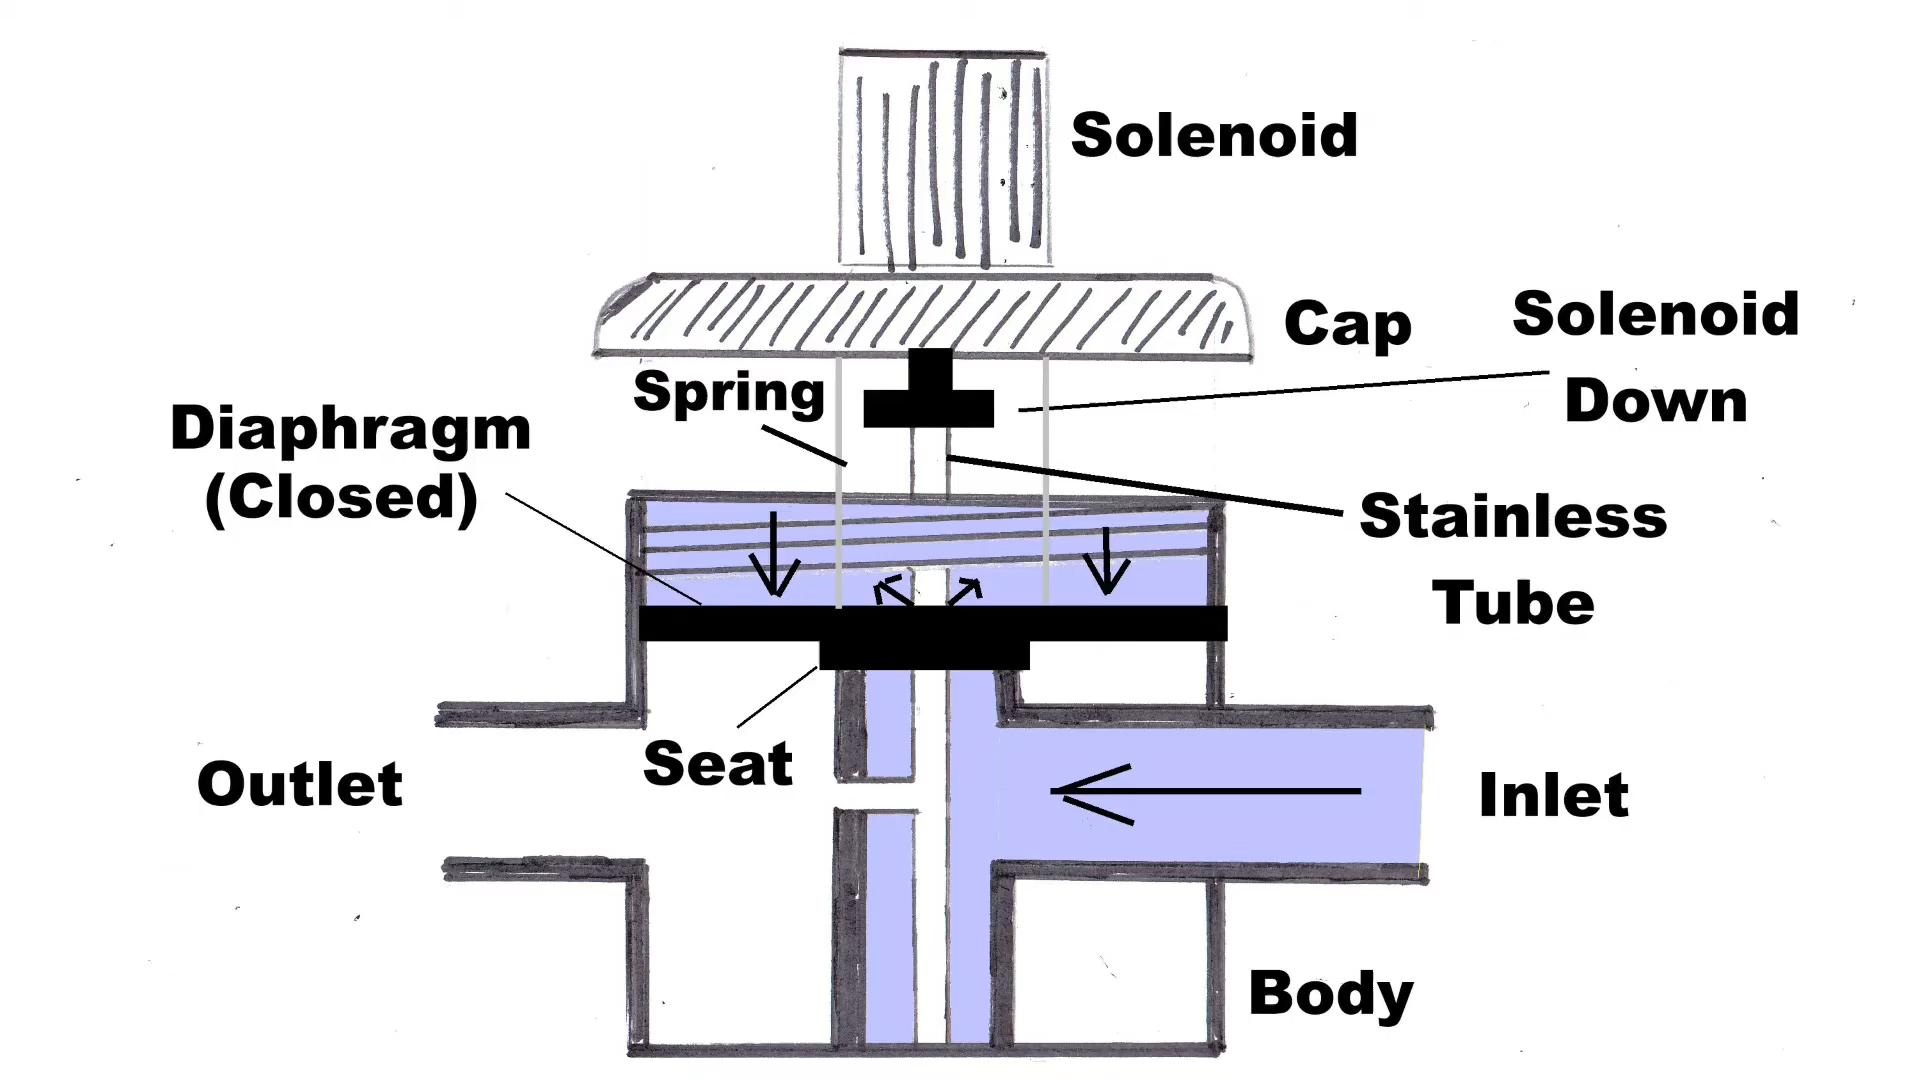 Solenoid
Cap
Solenoid
Down
Spring
Diaphragm
(Closed)
Stainless
Tube
Seat
Outlet
Inlet
Body